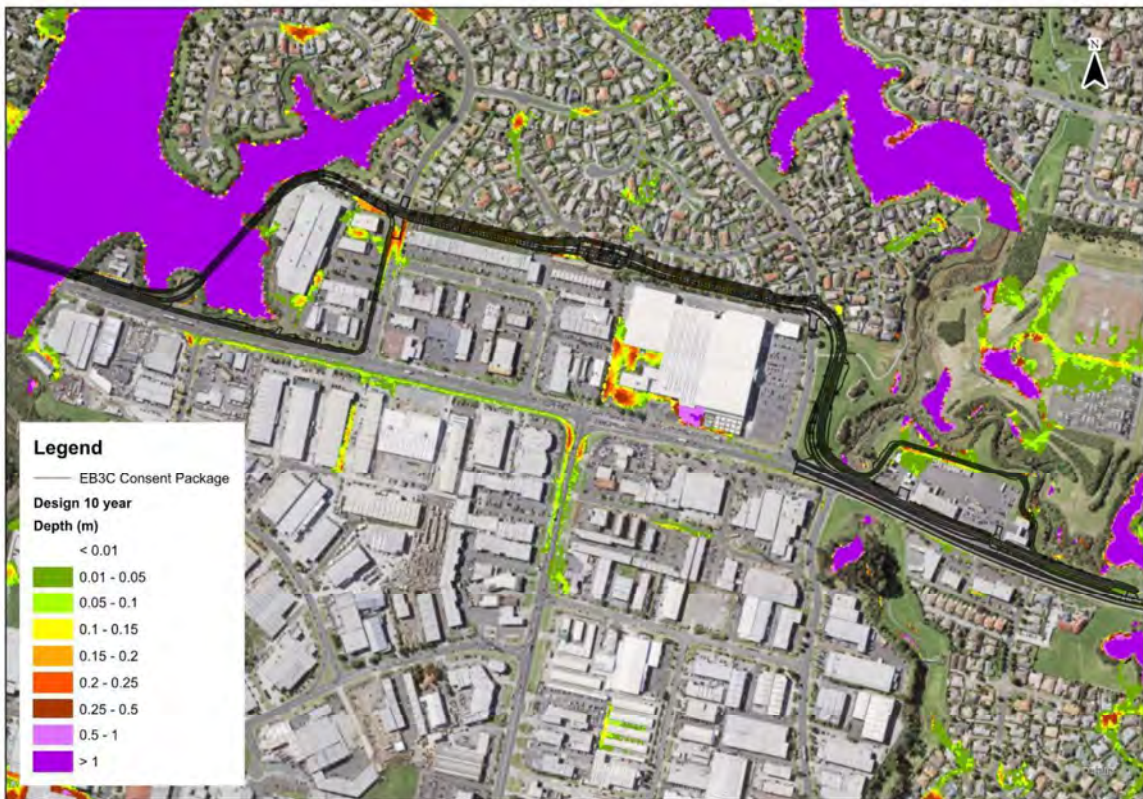 N
Legend
EB3C Consent Package
Design 10 year
Depth (m)
< 0.01
0.01 - 0.05
0.05 - 0.1
0.1 - 0.15
0.15 - 0.2
0.2 - 0.25
0.25 - 0.5
0.5 - 1
> 1